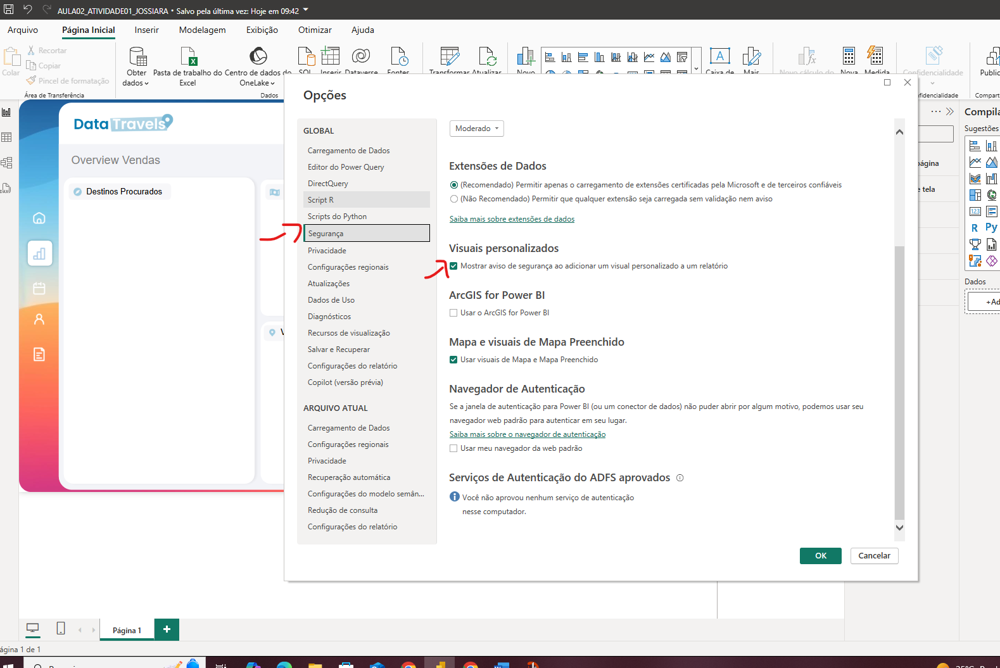 AULA02_ATIVIDADE01_JOSSIARA • Salvo pela última vez: Hoje em 09:42
Arquivo
Página Inicial
Inserir
Modelagem
Exibição
Otimizar
Ajuda
Colar
Recortar
Copiar
Pincel de formatação
Área de Transferência
Obter
dados
Pasta de trabalho do
Excel
Centro de dados do
OneLake
SQL
Inserir
Dataverse
Fontes
Dados
Transformar
Atualizar
Novo
Caixa de
Mais
Novo cálculo do
Nova
Medida
Confidencialidade
nfidencialidade
Public
Compart
Data Travels
Overview Vendas
Destinos Procurados
V
Opções
GLOBAL
Carregamento de Dados
Editor do Power Query
DirectQuery
Script R
Scripts do Python
Segurança
Privacidade
Configurações regionais
Atualizações
Dados de Uso
Diagnósticos
Recursos de visualização
Salvar e Recuperar
Configurações do relatório
Copilot (versão prévia)
ARQUIVO ATUAL
Carregamento de Dados
Configurações regionais
Privacidade
Recuperação automática
Configurações do modelo semân...
Redução de consulta
Configurações do relatório
Moderado
Extensões de Dados
(Recomendado) Permitir apenas o carregamento de extensões certificadas pela Microsoft e de terceiros confiáveis
(Não Recomendado) Permitir que qualquer extensão seja carregada sem validação nem aviso
Saiba mais sobre extensões de dados
Visuais personalizados
Mostrar aviso de segurança ao adicionar um visual personalizado a um relatório
ArcGIS for Power BI
Usar o ArcGIS for Power BI
Mapa e visuais de Mapa Preenchido
Usar visuais de Mapa e Mapa Preenchido
Navegador de Autenticação
Se a janela de autenticação para Power BI (ou um conector de dados) não puder abrir por algum motivo, podemos usar seu
navegador web padrão para autenticar em seu lugar.
Saiba mais sobre o navegador de autenticação
Usar meu navegador da web padrão
Serviços de Autenticação do ADFS aprovados
Você não aprovou nenhum serviço de autenticação
nesse computador.
OK
Cancelar
página
e tela
Compila
Sugestões
123
R
Py
Dados
+Ad
Página 1
ágina 1 de 1